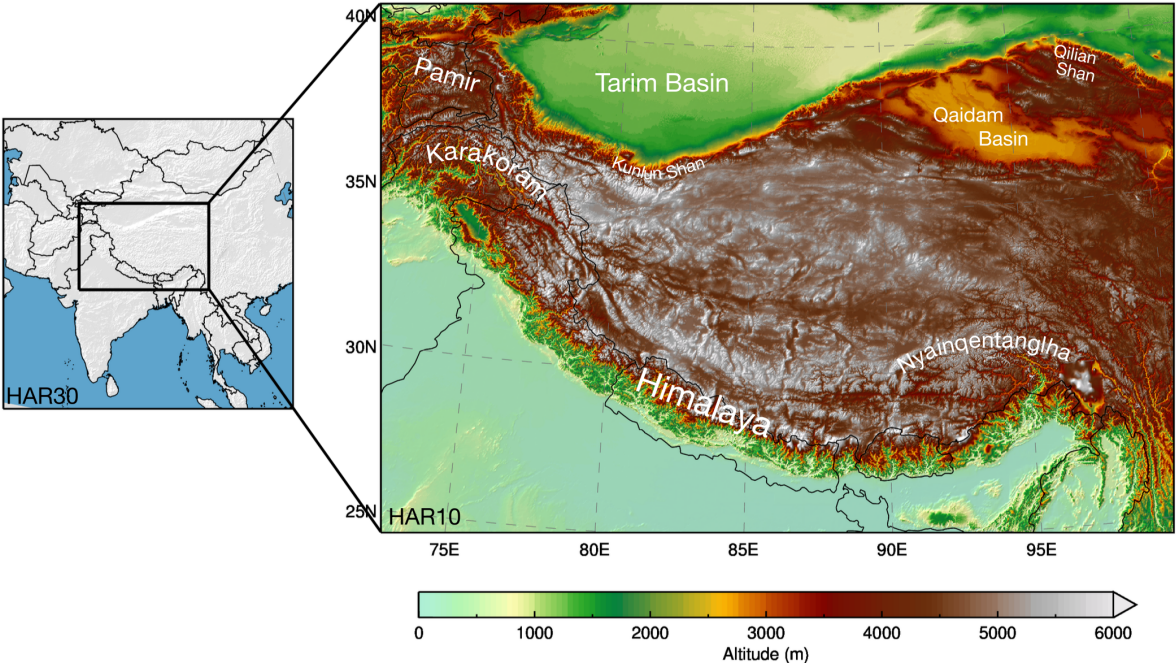 40N
35N
30N
25N
Pamir
Tarim Basin
Qilian
Shan
Qaidam
Basin
Karakoram
Kunlun Shan
Nyainqentanglha
Himalaya
HAR30
HAR10
75E 80E 85E 90E 95E
0 1000 2000 3000 4000 5000 6000
Altitude (m)